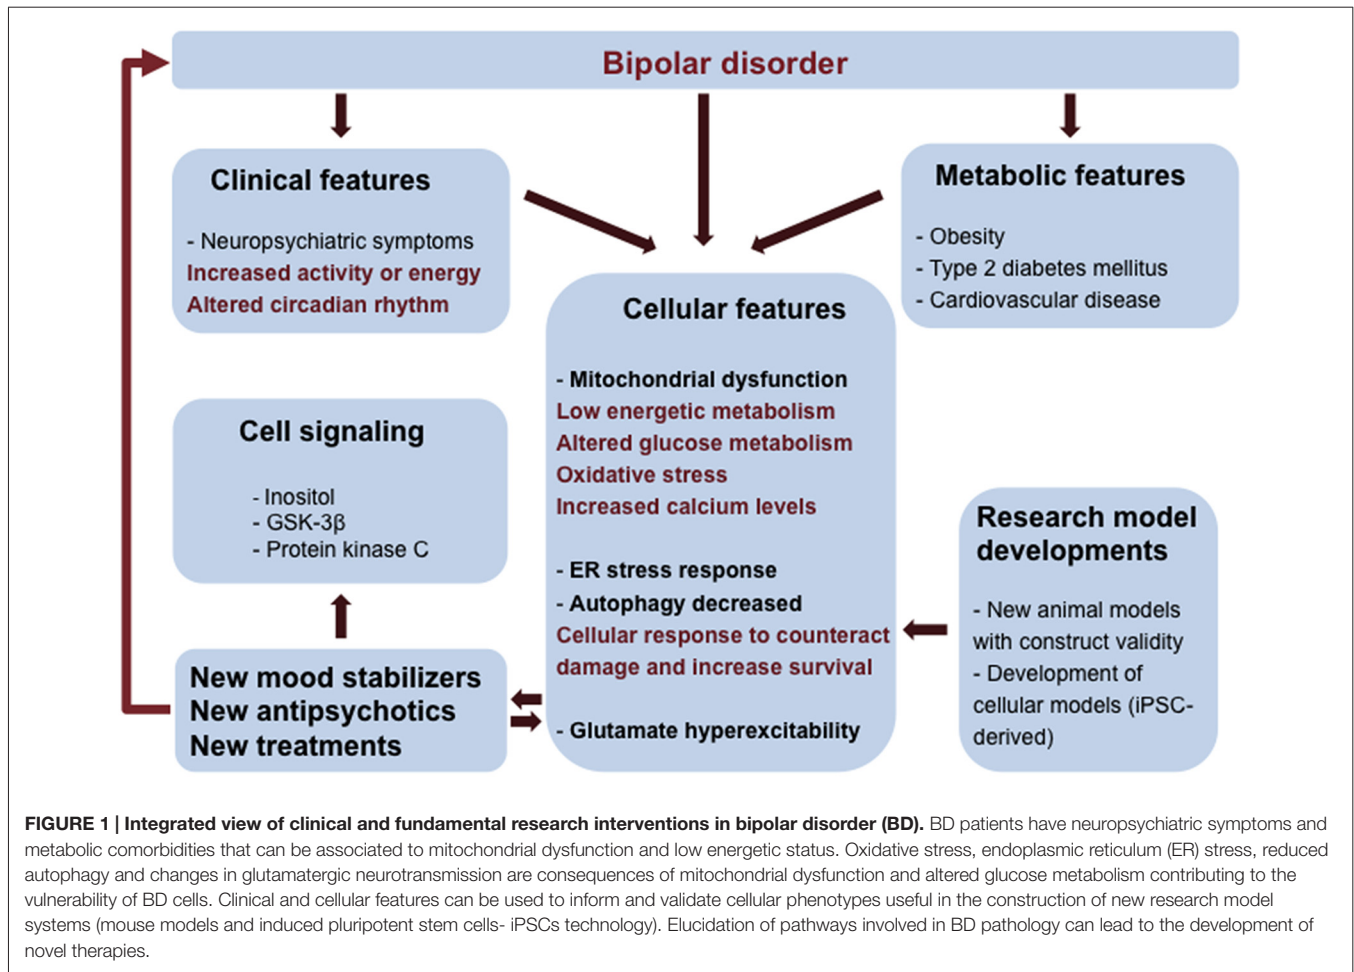 Bipolar disorder
Clinical features
- Neuropsychiatric symptoms
Increased activity or energy
Altered circadian rhythm
Metabolic features
- Obesity
- Type 2 diabetes mellitus
- Cardiovascular disease
Cellular features
- Mitochondrial dysfunction
Low energetic metabolism
Altered glucose metabolism
Oxidative stress
Increased calcium levels
- ER stress response
- Autophagy decreased
Cellular response to counteract
damage and increase survival
- Glutamate hyperexcitability
Cell signaling
- Inositol
- GSK-3β
- Protein kinase C
New mood stabilizers
New antipsychotics
New treatments
Research model
developments
- New animal models
with construct validity
- Development of
cellular models (iPSC-
derived)
FIGURE 1 | Integrated view of clinical and fundamental research interventions in bipolar disorder (BD). BD patients have neuropsychiatric symptoms and
metabolic comorbidities that can be associated to mitochondrial dysfunction and low energetic status. Oxidative stress, endoplasmic reticulum (ER) stress, reduced
autophagy and changes in glutamatergic neurotransmission are consequences of mitochondrial dysfunction and altered glucose metabolism contributing to the
vulnerability of BD cells. Clinical and cellular features can be used to inform and validate cellular phenotypes useful in the construction of new research model
systems (mouse models and induced pluripotent stem cells- iPSCs technology). Elucidation of pathways involved in BD pathology can lead to the development of
novel therapies.